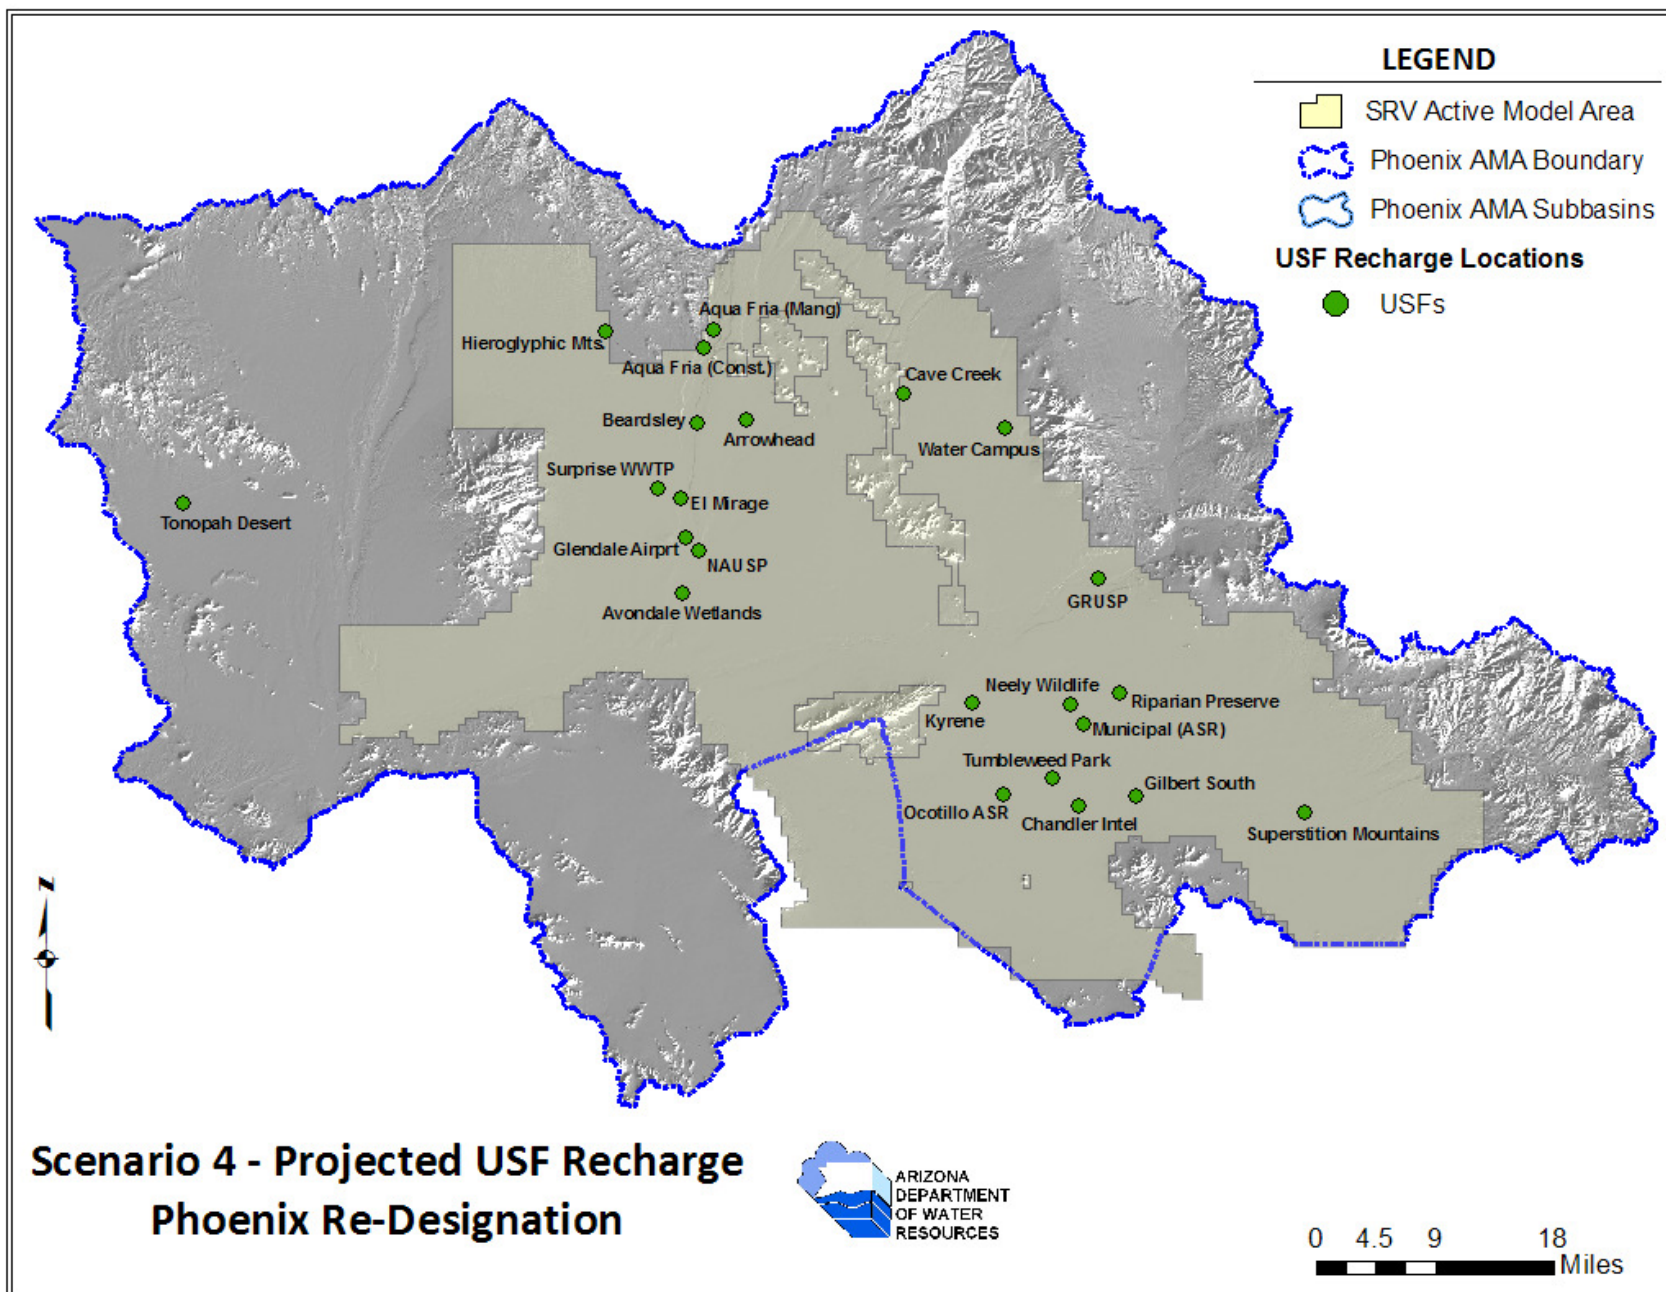 LEGEND
SRV Active Model Area
Phoenix AMA Boundary
Phoenix AMA Subbasins
USF Recharge Locations
USFs
Aqua Fria (Mang)
Hieroglyphic Mts.
Aqua Fria (Const.)
Cave Creek
Beardsley
Arrowhead
Water Campus
Surprise WWTP
El Mirage
Tonopah Desert
Glendale Airprt
NAUSP
GRUSP
Avondale Wetlands
Neely Wildlife
Riparian Preserve
Kyrene
Municipal (ASR)
Tumbleweed Park
Gilbert South
Ocotillo ASR
Chandler Intel
Superstition Mountains
Z
Scenario 4 - Projected USF Recharge
Phoenix Re-Designation
ARIZONA
DEPARTMENT
OF WATER
RESOURCES
0 4.5 9 18
Miles